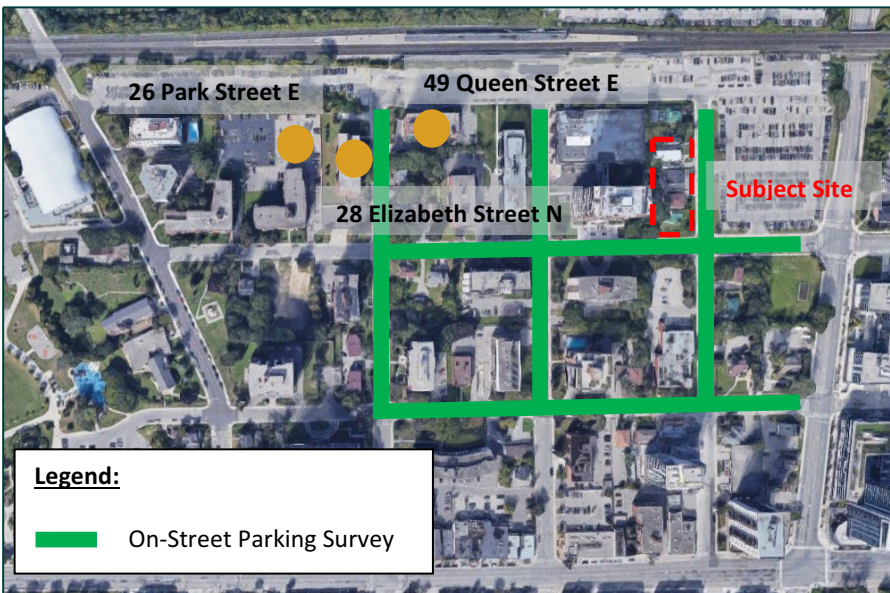 26 Park Street E
49 Queen Street E
Subject Site
28 Elizabeth Street N
Legend:
On-Street Parking Survey